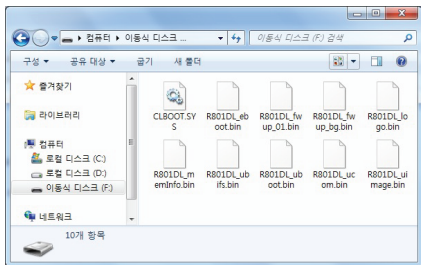 컴퓨터 ▸ 이동식 디스크 ...
이동식 디스크 (F:) 검색
구성 ▾ 공유 대상 ▾ 굽기 새 폴더
즐겨찾기
라이브러리
컴퓨터
로컬 디스크 (C:)
로컬 디스크 (D:)
이동식 디스크 (F:)
네트워크
CLBOOT.SY
S
R801DL_eb
oot.bin
R801DL_fw
up_01.bin
R801DL_fw
up_bg.bin
R801DL_lo
go.bin
R801DL_m
emInfo.bin
R801DL_ub
ifs.bin
R801DL_ub
oot.bin
R801DL_uc
om.bin
R801DL_ui
mage.bin
10개 항목